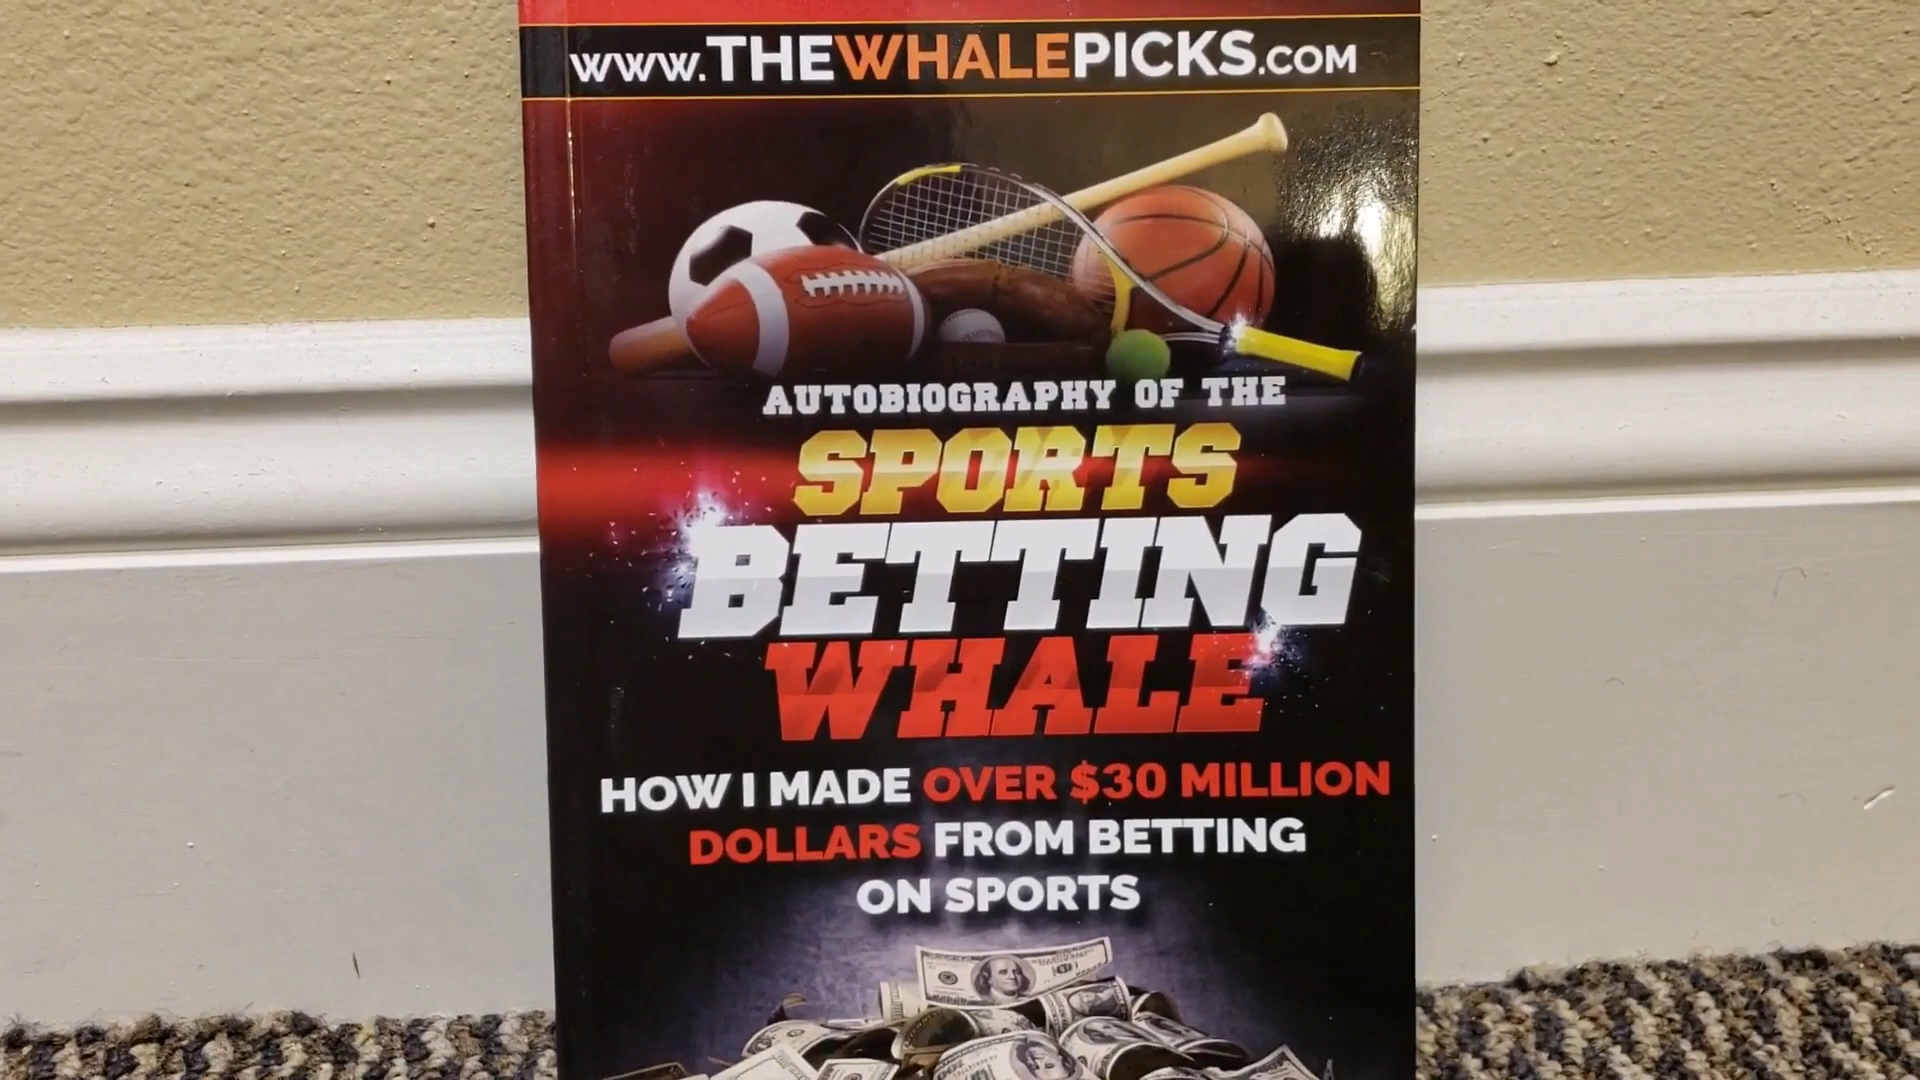 www.THEWHALEPICKS.COM
AUTOBIOGRAPHY OF THE
SPORTS
BETTING
WHALE
HOW I MADE OVER $30 MILLION
DOLLARS FROM BETTING
ON SPORTS